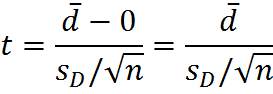 t = (d̄ − 0)/(s_D/√n) = d̄/(s_D/√n)